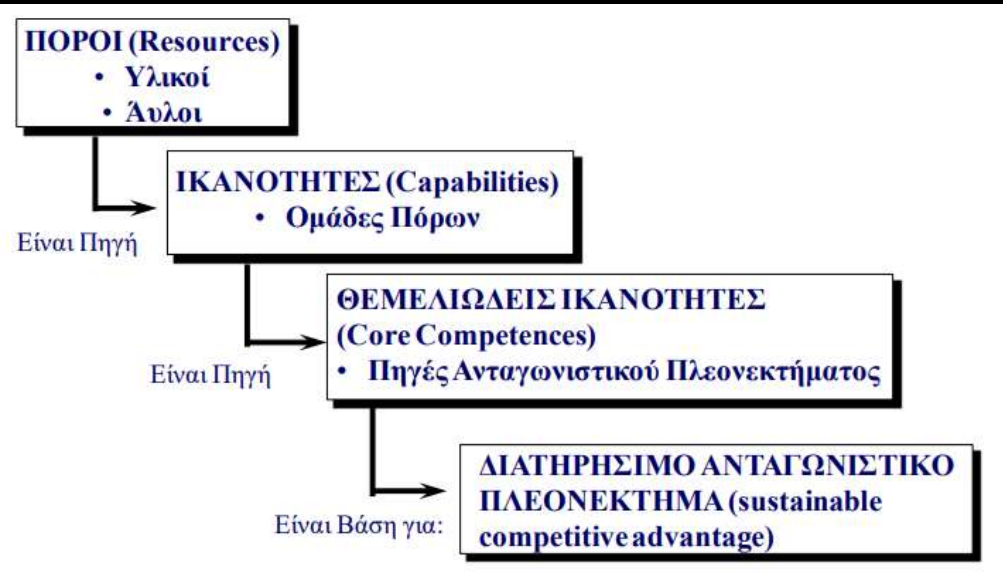 ΠΟΡΟΙ (Resources)
• Υλικοί
• Άυλοι
Είναι Πηγή
ΙΚΑΝΟΤΗΤΕΣ (Capabilities)
• Ομάδες Πόρων
Είναι Πηγή
ΘΕΜΕΛΙΩΔΕΙΣ ΙΚΑΝΟΤΗΤΕΣ
(Core Competences)
• Πηγές Ανταγωνιστικού Πλεονεκτήματος
Είναι Βάση για:
ΔΙΑΤΗΡΗΣΙΜΟ ΑΝΤΑΓΩΝΙΣΤΙΚΟ
ΠΛΕΟΝΕΚΤΗΜΑ (sustainable
competitive advantage)